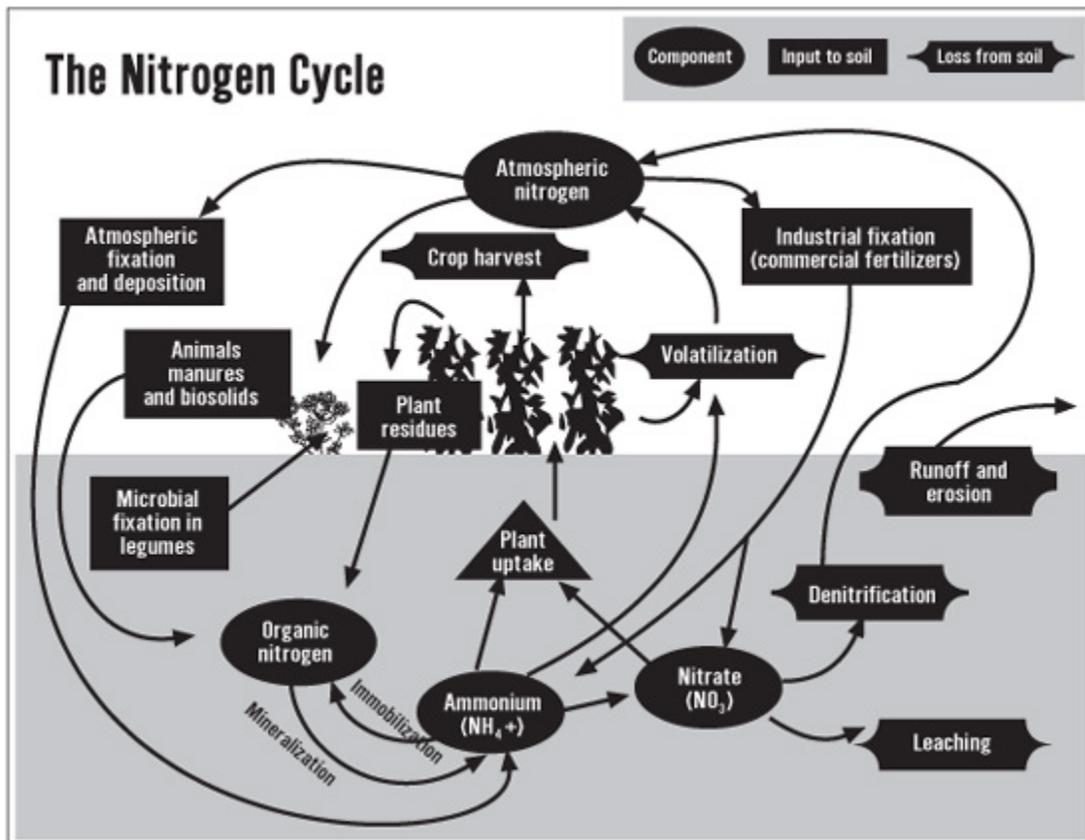 The Nitrogen Cycle
Component
Input to soil
Loss from soil
Atmospheric
nitrogen
Atmospheric
fixation
and deposition
Crop harvest
Industrial fixation
(commercial fertilizers)
Animals
manures
and biosolids
Volatilization
Plant
residues
Microbial
fixation in
legumes
Runoff and
erosion
Plant
uptake
Denitrification
Organic
nitrogen
Ammonium
(NH₄+)
Nitrate
(NO₃)
Immobilization
Mineralization
Leaching